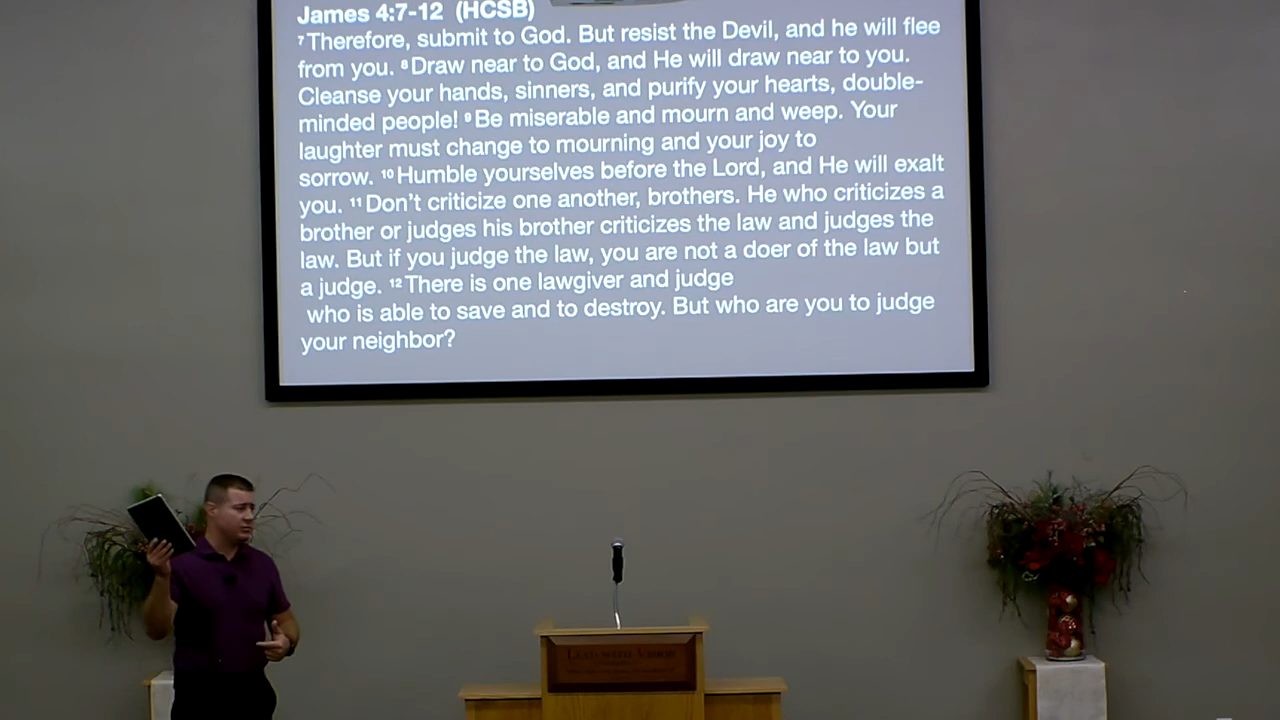 James 4:7-12 (HCSB)
⁷Therefore, submit to God. But resist the Devil, and he will flee
from you. ⁸Draw near to God, and He will draw near to you.
Cleanse your hands, sinners, and purify your hearts, double-
minded people! ⁹Be miserable and mourn and weep. Your
laughter must change to mourning and your joy to
sorrow. ¹⁰Humble yourselves before the Lord, and He will exalt
you. ¹¹Don't criticize one another, brothers. He who criticizes a
brother or judges his brother criticizes the law and judges the
law. But if you judge the law, you are not a doer of the law but
a judge. ¹²There is one lawgiver and judge
who is able to save and to destroy. But who are you to judge
your neighbor?